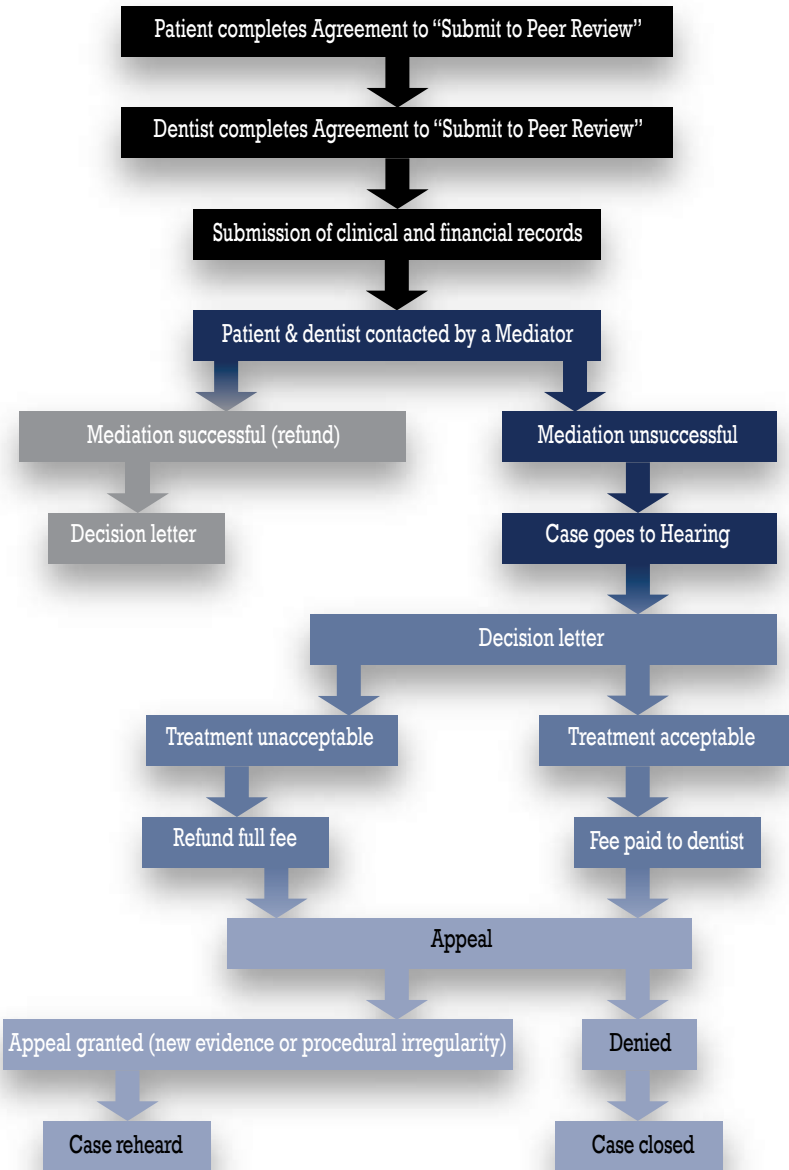 Patient completes Agreement to “Submit to Peer Review”
Dentist completes Agreement to “Submit to Peer Review”
Submission of clinical and financial records
Patient & dentist contacted by a Mediator
Mediation successful (refund)
Mediation unsuccessful
Decision letter
Case goes to Hearing
Decision letter
Treatment unacceptable
Treatment acceptable
Refund full fee
Fee paid to dentist
Appeal
Appeal granted (new evidence or procedural irregularity)
Denied
Case reheard
Case closed